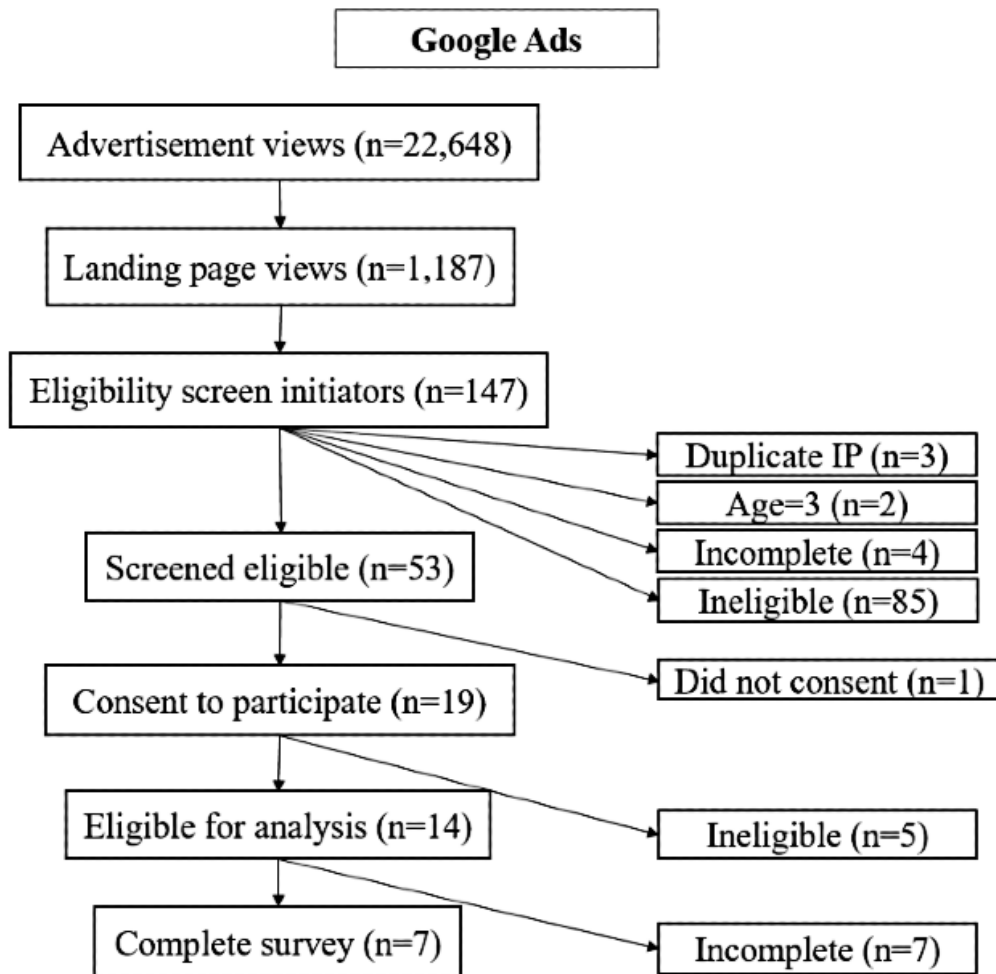 Google Ads
Advertisement views (n=22,648)
Landing page views (n=1,187)
Eligibility screen initiators (n=147)
Duplicate IP (n=3)
Age=3 (n=2)
Incomplete (n=4)
Ineligible (n=85)
Screened eligible (n=53)
Did not consent (n=1)
Consent to participate (n=19)
Ineligible (n=5)
Eligible for analysis (n=14)
Incomplete (n=7)
Complete survey (n=7)